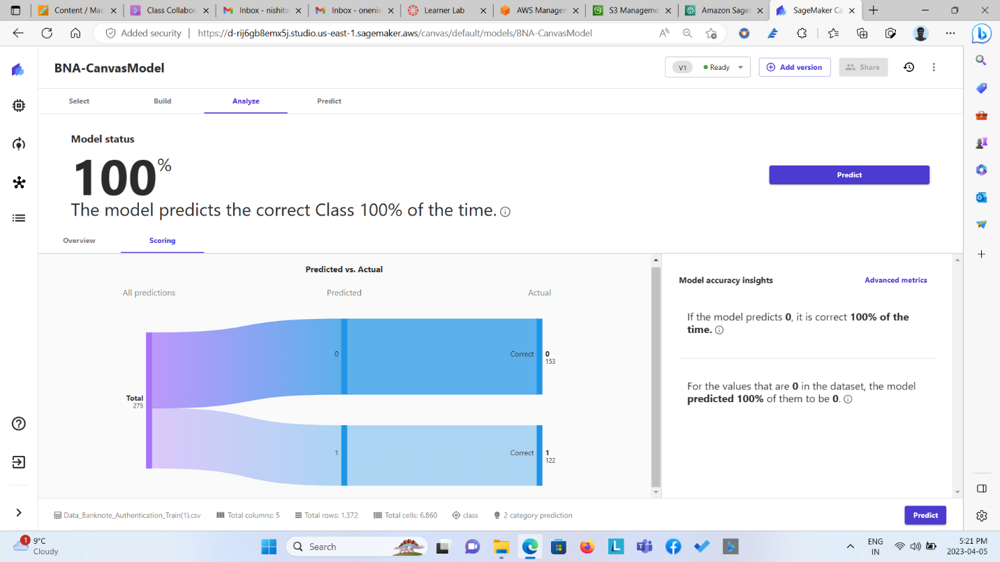 Content / Mac
Class Collabor
Inbox - nishits
Inbox - onenis
Learner Lab
AWS Managem
S3 Manageme
Amazon Sagel
SageMaker Ca
Added security
https://d-rij6gb8emx5j.studio.us-east-1.sagemaker.aws/canvas/default/models/BNA-CanvasModel
BNA-CanvasModel
V1 Ready
Add version
Share
Select
Build
Analyze
Predict
Model status
100%
Predict
The model predicts the correct Class 100% of the time.
Overview
Scoring
Predicted vs. Actual
All predictions
Predicted
Actual
Total
275
0
Correct
0
153
1
Correct
1
122
Model accuracy insights
Advanced metrics
If the model predicts 0, it is correct 100% of the
time.
For the values that are 0 in the dataset, the model
predicted 100% of them to be 0.
Data_Banknote_Authentication_Train(1).csv
Total columns: 5
Total rows: 1,372
Total cells: 6,860
class
2 category prediction
Predict
1
9°C
Cloudy
Search
ENG
IN
5:21 PM
2023-04-05